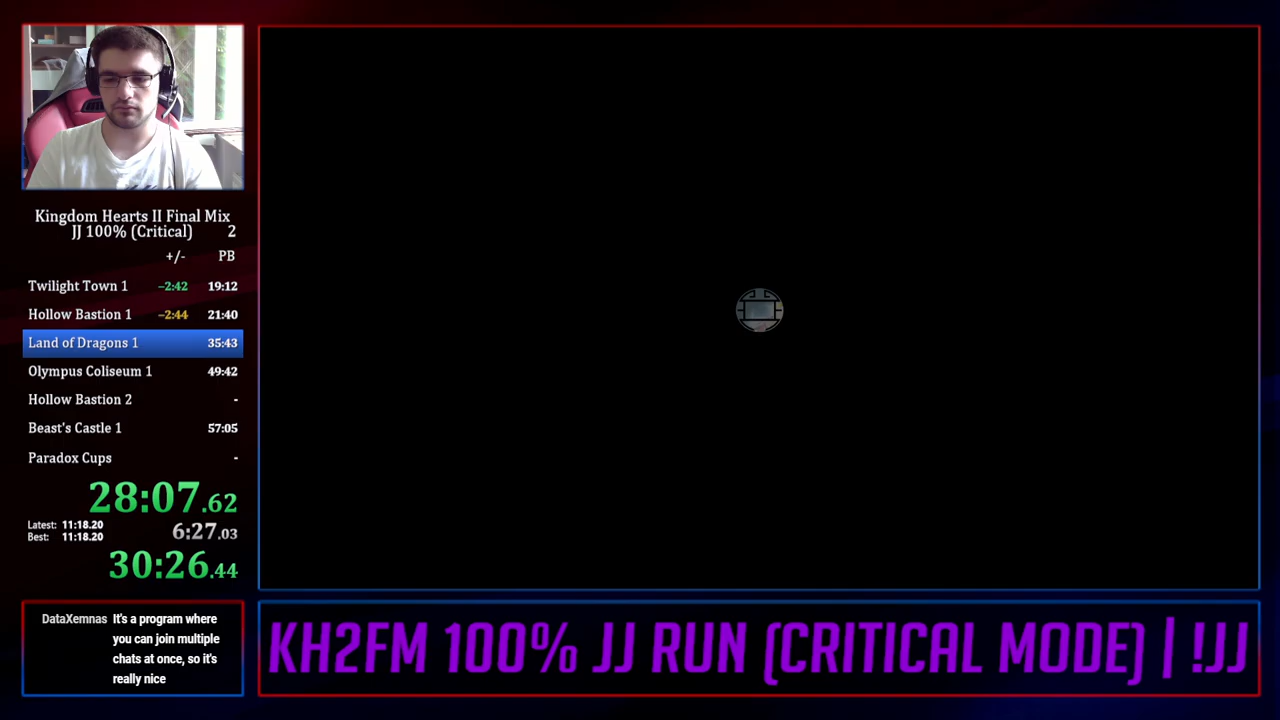 Kingdom Hearts II Final Mix
JJ 100% (Critical) 2
+/- PB
Twilight Town 1 -2:42 19:12
Hollow Bastion 1 -2:44 21:40
Land of Dragons 1 35:43
Olympus Coliseum 1 49:42
Hollow Bastion 2 -
Beast's Castle 1 57:05
Paradox Cups -
28:07.62
Latest: 11:18.20
Best: 11:18.20
6:27.03
30:26.44
DataXemnas It's a program where
you can join multiple
chats at once, so it's
really nice
KH2FM 100% JJ RUN (CRITICAL MODE) | !JJ